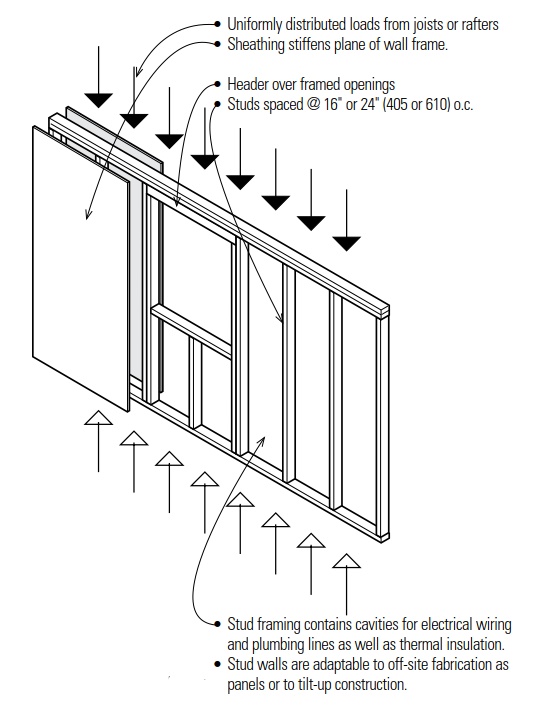 • Uniformly distributed loads from joists or rafters
• Sheathing stiffens plane of wall frame.
• Header over framed openings
• Studs spaced @ 16" or 24" (405 or 610) o.c.
• Stud framing contains cavities for electrical wiring
and plumbing lines as well as thermal insulation.
• Stud walls are adaptable to off-site fabrication as
panels or to tilt-up construction.